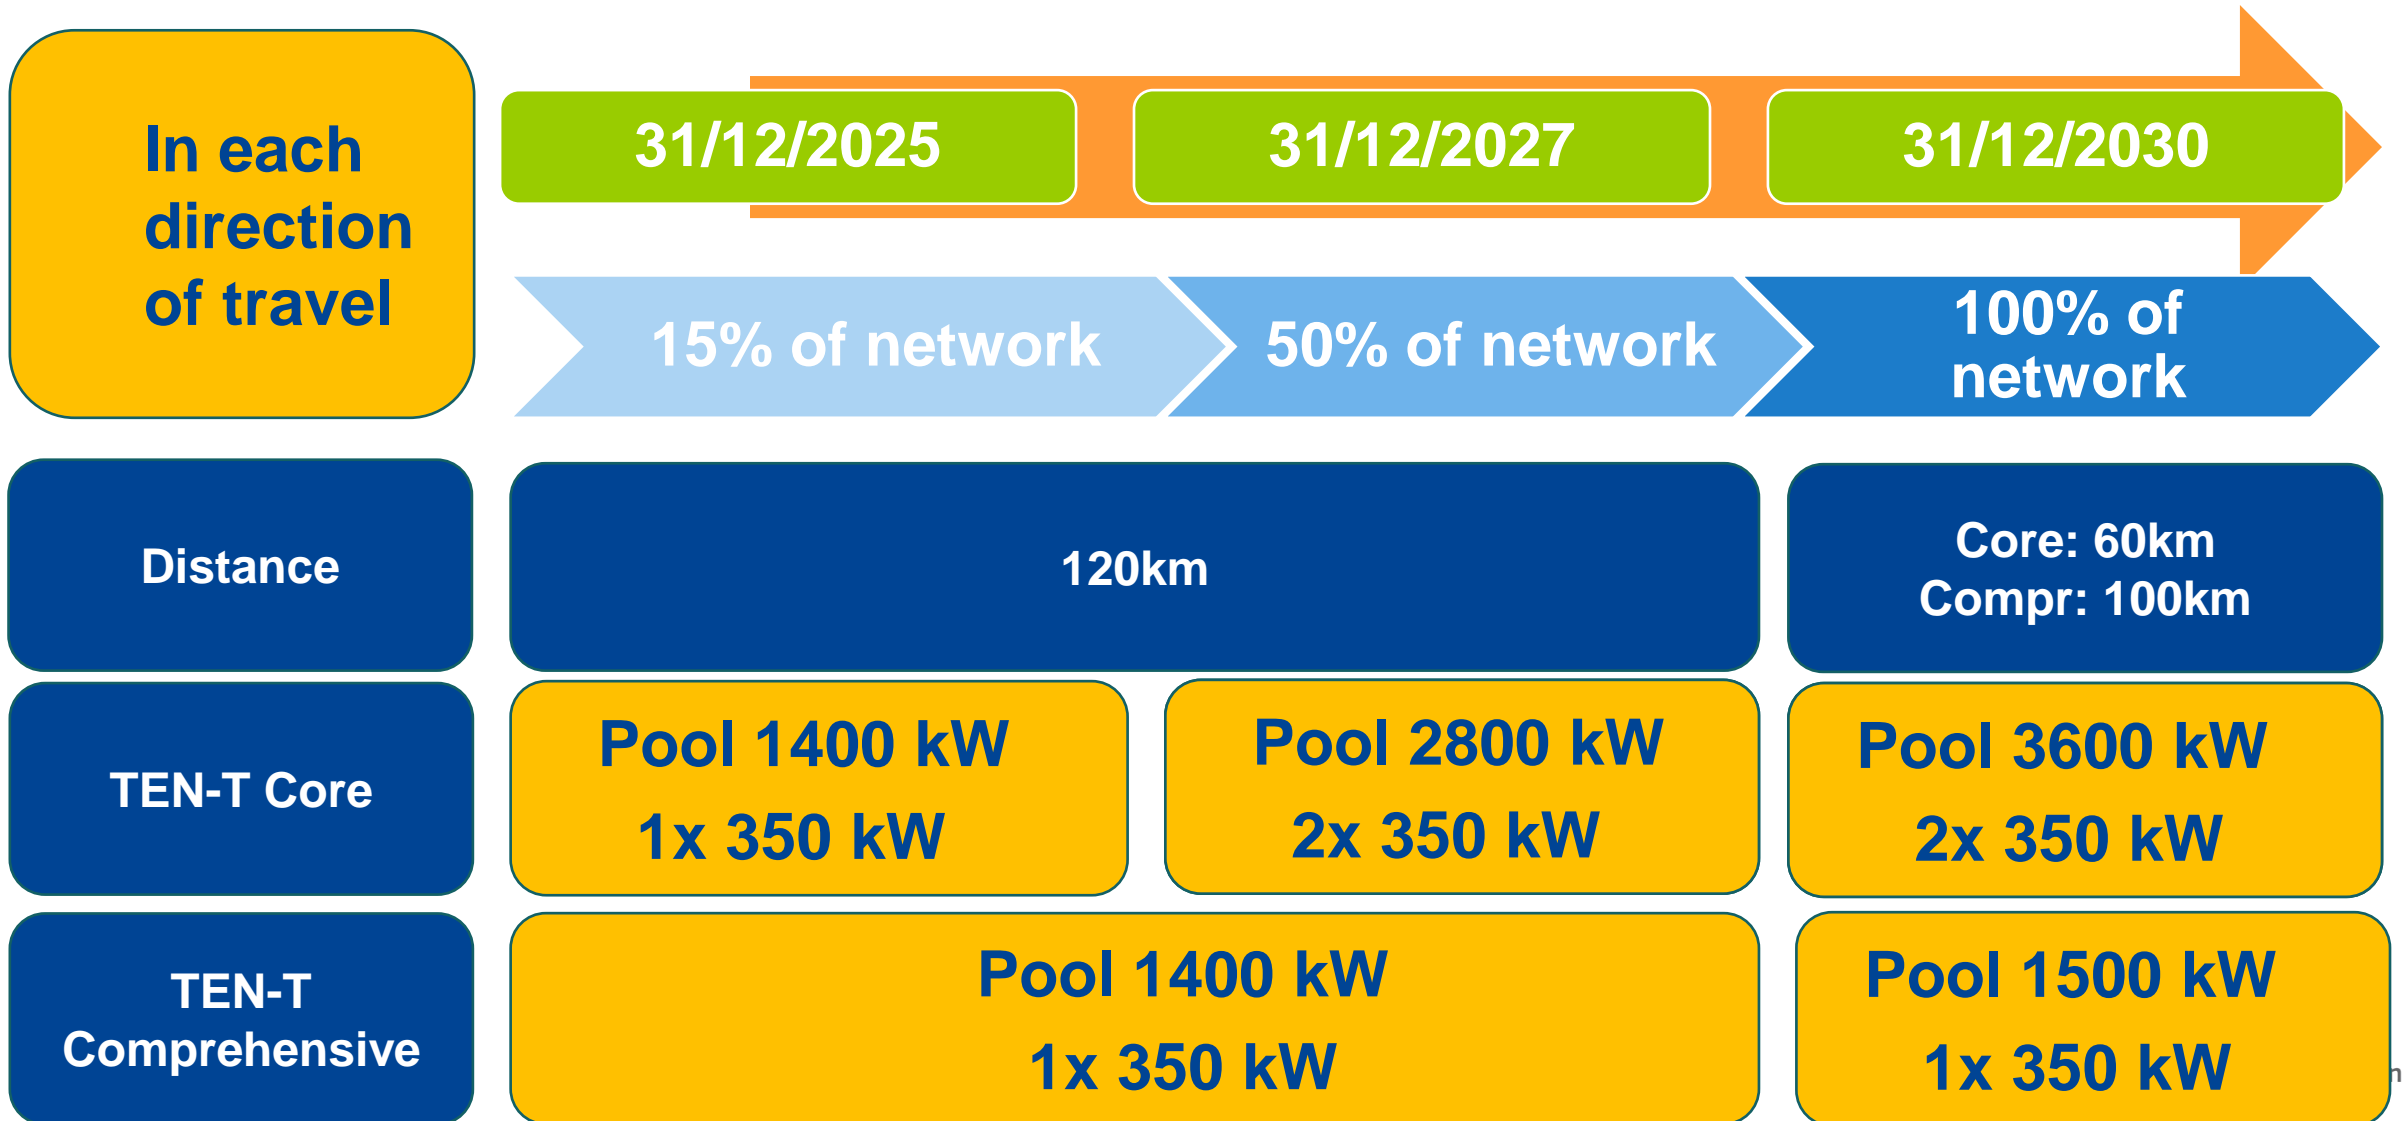 In each
direction
of travel
31/12/2025
31/12/2027
31/12/2030
15% of network
50% of network
100% of
network
Distance
120km
Core: 60km
Compr: 100km
TEN-T Core
Pool 1400 kW
1x 350 kW
Pool 2800 kW
2x 350 kW
Pool 3600 kW
2x 350 kW
TEN-T
Comprehensive
Pool 1400 kW
1x 350 kW
Pool 1500 kW
1x 350 kW